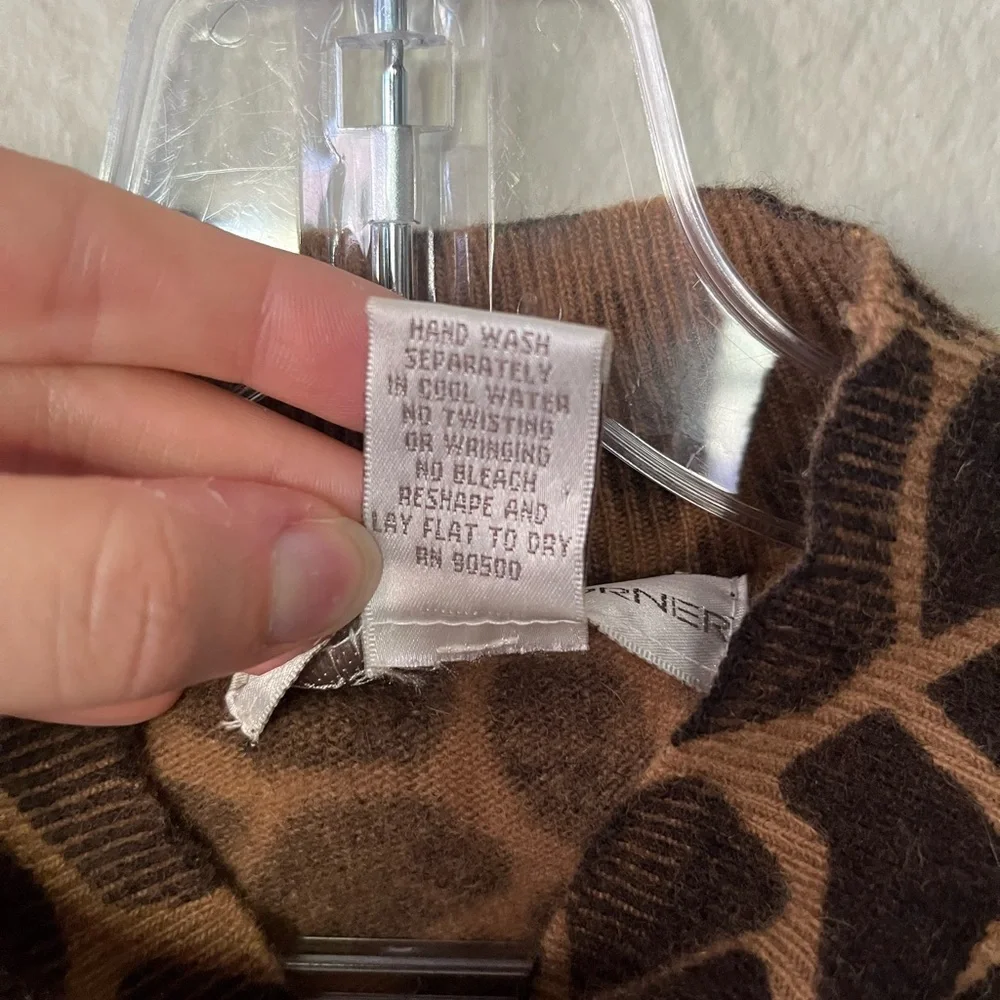 HAND WASH
SEPARATELY
IN COOL WATER
NO TWISTING
OR WRINGING
NO BLEACH
RESHAPE AND
LAY FLAT TO DRY
RN 90500